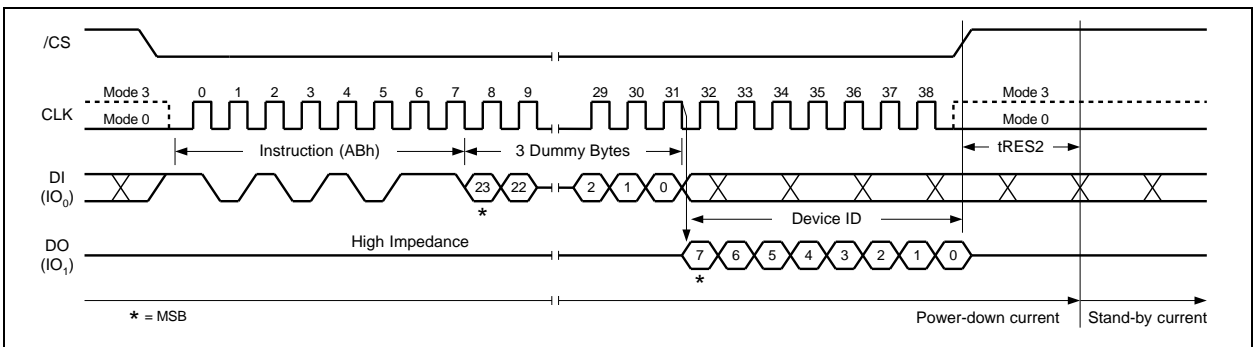 /CS
Mode 3 0 1 2 3 4 5 6 7 8 9 29 30 31 32 33 34 35 36 37 38 Mode 3
CLK
Mode 0 Mode 0
Instruction (ABh) 3 Dummy Bytes tRES2
DI
(IO0)
23 22 2 1 0
*
Device ID
High Impedance
DO
(IO1)
7 6 5 4 3 2 1 0
*
* = MSB Power-down current Stand-by current